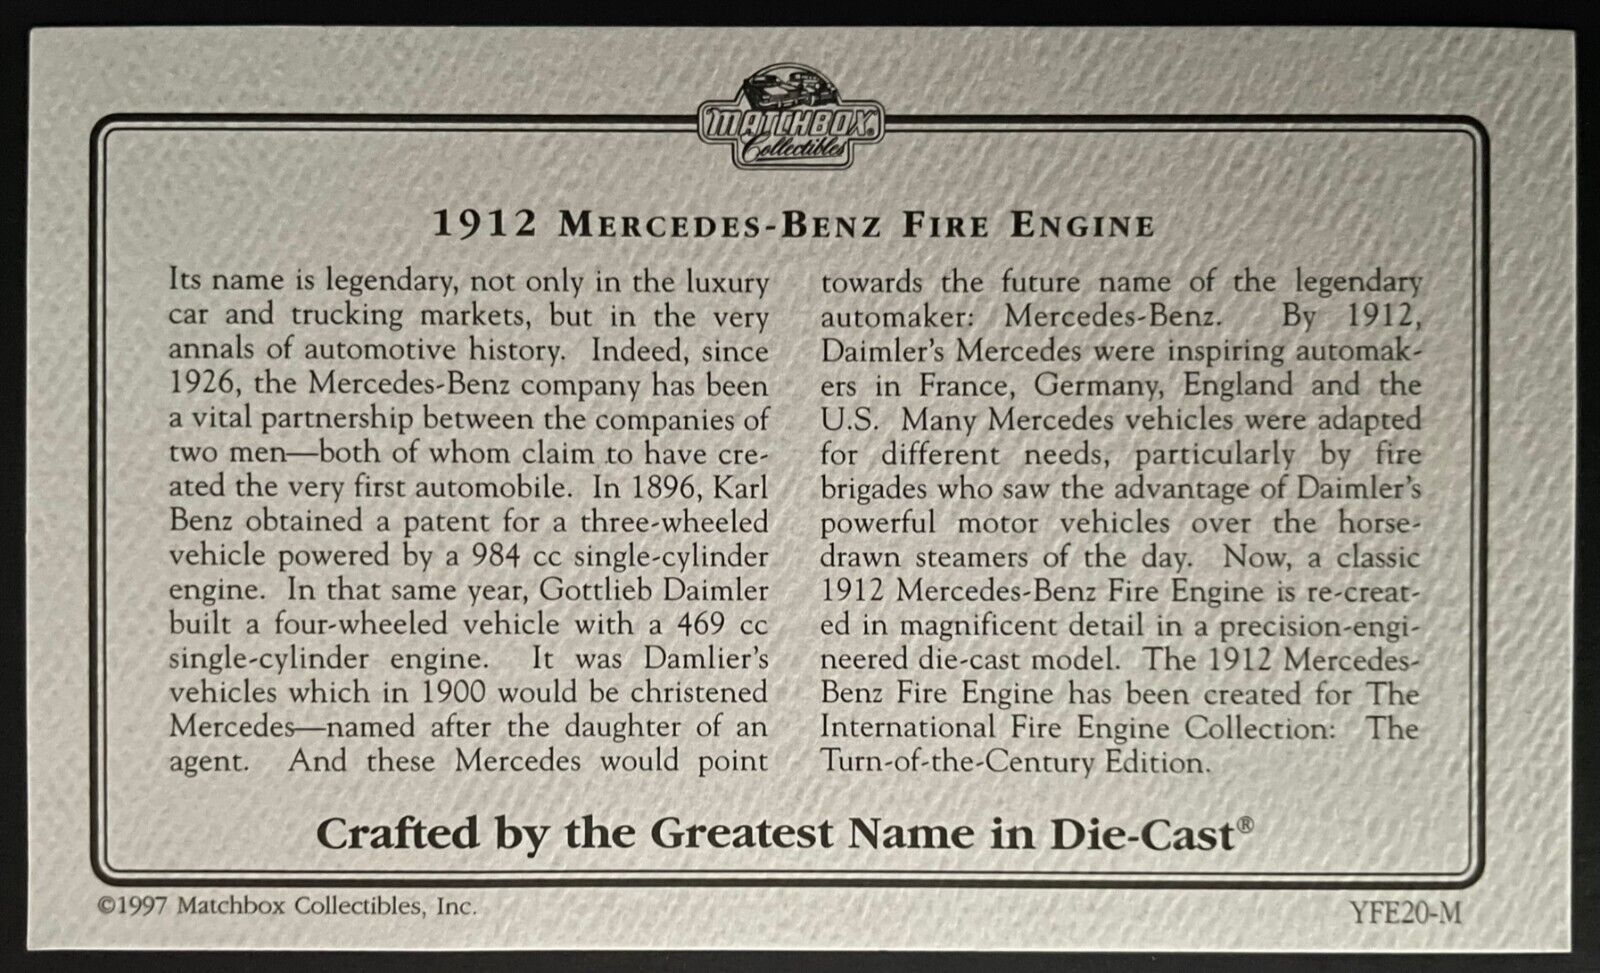 MATCHBOX®
Collectibles
1912 MERCEDES-BENZ FIRE ENGINE
Its name is legendary, not only in the luxury
car and trucking markets, but in the very
annals of automotive history. Indeed, since
1926, the Mercedes-Benz company has been
a vital partnership between the companies of
two men—both of whom claim to have cre-
ated the very first automobile. In 1896, Karl
Benz obtained a patent for a three-wheeled
vehicle powered by a 984 cc single-cylinder
engine. In that same year, Gottlieb Daimler
built a four-wheeled vehicle with a 469 cc
single-cylinder engine. It was Damlier's
vehicles which in 1900 would be christened
Mercedes—named after the daughter of an
agent. And these Mercedes would point
towards the future name of the legendary
automaker: Mercedes-Benz. By 1912,
Daimler's Mercedes were inspiring automak-
ers in France, Germany, England and the
U.S. Many Mercedes vehicles were adapted
for different needs, particularly by fire
brigades who saw the advantage of Daimler's
powerful motor vehicles over the horse-
drawn steamers of the day. Now, a classic
1912 Mercedes-Benz Fire Engine is re-creat-
ed in magnificent detail in a precision-engi-
neered die-cast model. The 1912 Mercedes-
Benz Fire Engine has been created for The
International Fire Engine Collection: The
Turn-of-the-Century Edition.
Crafted by the Greatest Name in Die-Cast®
©1997 Matchbox Collectibles, Inc.
YFE20-M